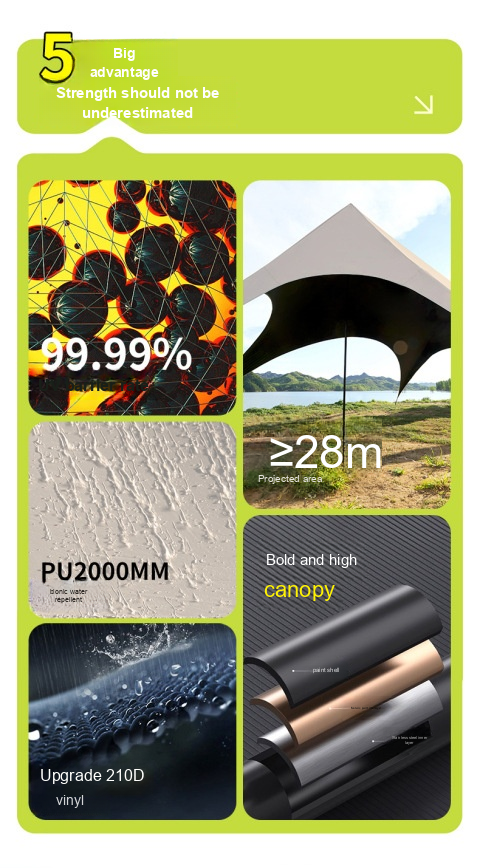 5
Big
advantage
Strength should not be
underestimated
99.99%
≥28m
Projected area
PU2000MM
Bionic water
repellent
Bold and high
canopy
paint shell
Upgrade 210D
vinyl